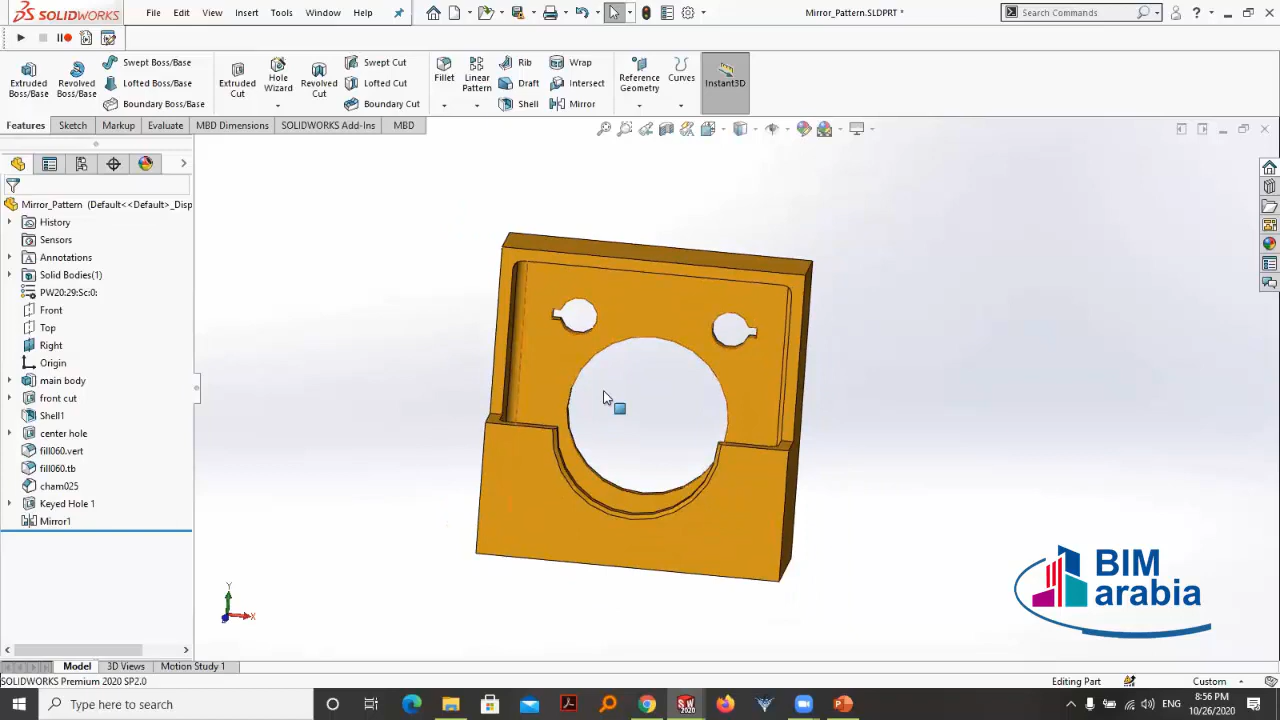 SOLIDWORKS
File Edit View Insert Tools Window Help
Mirror_Pattern.SLDPRT *
Search Commands
Extruded Boss/Base
Revolved Boss/Base
Swept Boss/Base
Lofted Boss/Base
Boundary Boss/Base
Extruded Cut
Hole Wizard
Revolved Cut
Swept Cut
Lofted Cut
Boundary Cut
Fillet
Linear Pattern
Rib
Draft
Shell
Wrap
Intersect
Mirror
Reference Geometry
Curves
Instant3D
Features Sketch Markup Evaluate MBD Dimensions SOLIDWORKS Add-Ins MBD
Mirror_Pattern (Default<<Default>_Disp
History
Sensors
Annotations
Solid Bodies(1)
PW20:29:Sc:0:
Front
Top
Right
Origin
main body
front cut
Shell1
center hole
fill060.vert
fill060.tb
cham025
Keyed Hole 1
Mirror1
Y
X
BIM
arabia
Model 3D Views Motion Study 1
SOLIDWORKS Premium 2020 SP2.0
Editing Part
Custom
Type here to search
SW
2020
ENG
8:56 PM
10/26/2020